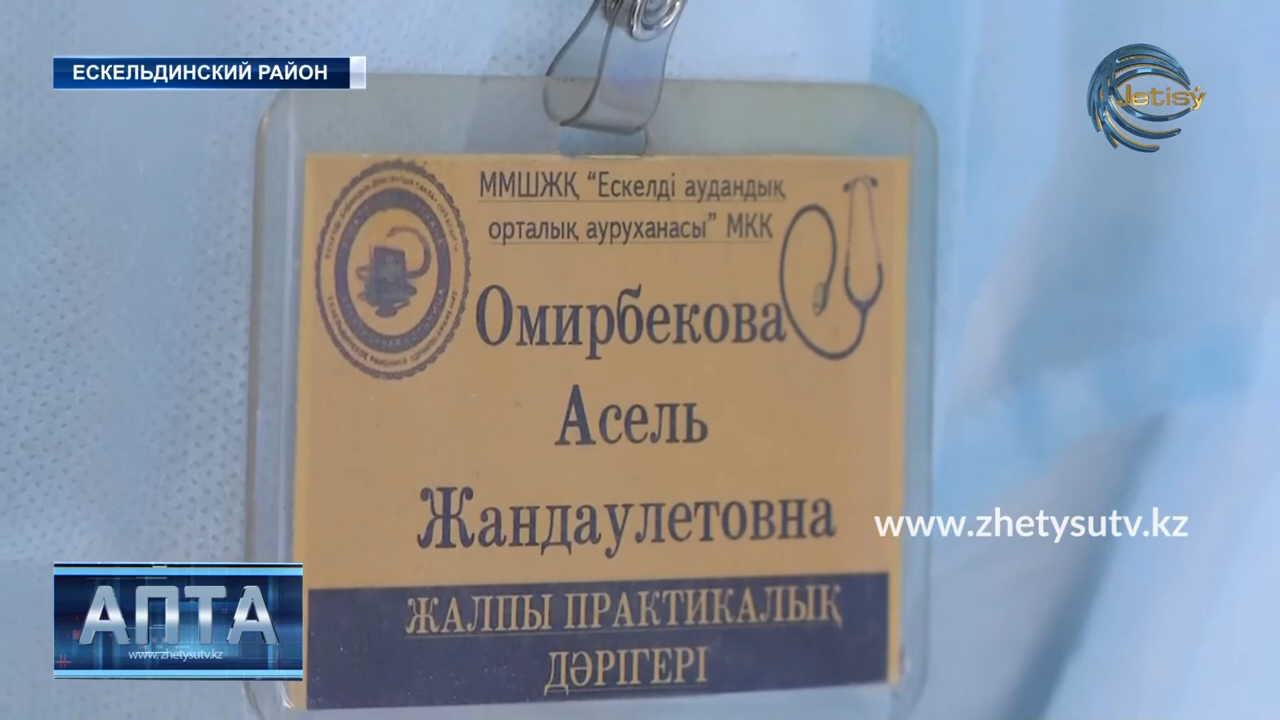 ЕСКЕЛЬДИНСКИЙ РАЙОН
Jetisy
ММШЖҚ “Ескелді аудандық
орталық ауруханасы” МКК
Омирбекова
Асель
Жандаулетовна
www.zhetysutv.kz
ЖАЛПЫ ПРАКТИКАЛЫҚ
ДӘРІГЕРІ
АПТА
www.zhetysutv.kz